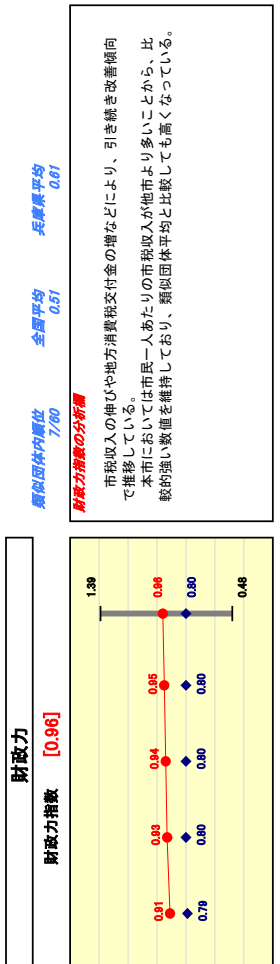 財政力
財政力指数 [0.96]
1.39
0.91
0.93
0.94
0.95
0.96
0.79
0.80
0.80
0.80
0.80
0.48
類似団体内順位 全国平均 兵庫県平均
7/60 0.51 0.61
財政力指数の分析欄
市税収入の伸びや地方消費税交付金の増などにより、引き続き改善傾向
で推移している。
本市においては市民一人あたりの市税収入が他市より多いことから、比
較的強い数値を維持しており、類似団体平均と比較しても高くなっている。